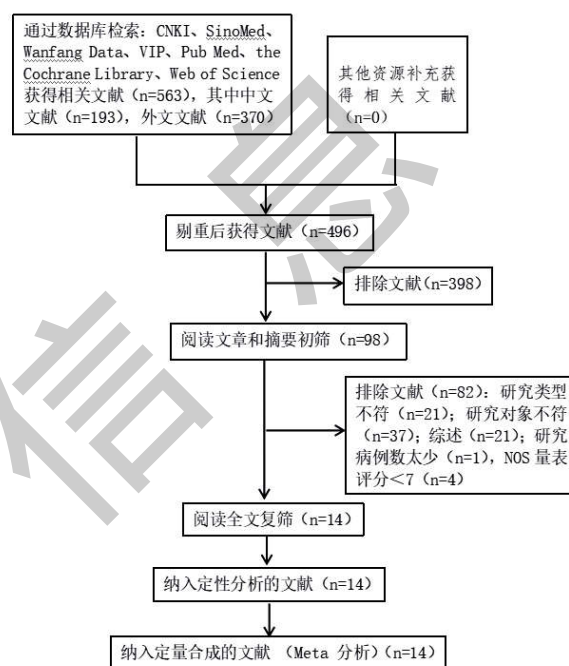 通过数据库检索：CNKI、SinoMed、
Wanfang Data、VIP、Pub Med、the
Cochrane Library、Web of Science
获得相关文献（n=563），其中中文
文献（n=193），外文文献（n=370）
其他资源补充获
得相关文献
（n=0）
剔重后获得文献（n=496）
排除文献(n=398）
阅读文章和摘要初筛（n=98）
排除文献（n=82）：研究类型
不符（n=21）；研究对象不符
（n=37）；综述（n=21）；研究
病例数太少（n=1），NOS 量表
评分＜7（n=4）
阅读全文复筛（n=14）
纳入定性分析的文献（n=14）
纳入定量合成的文献 （Meta 分析）(n=14）
信息